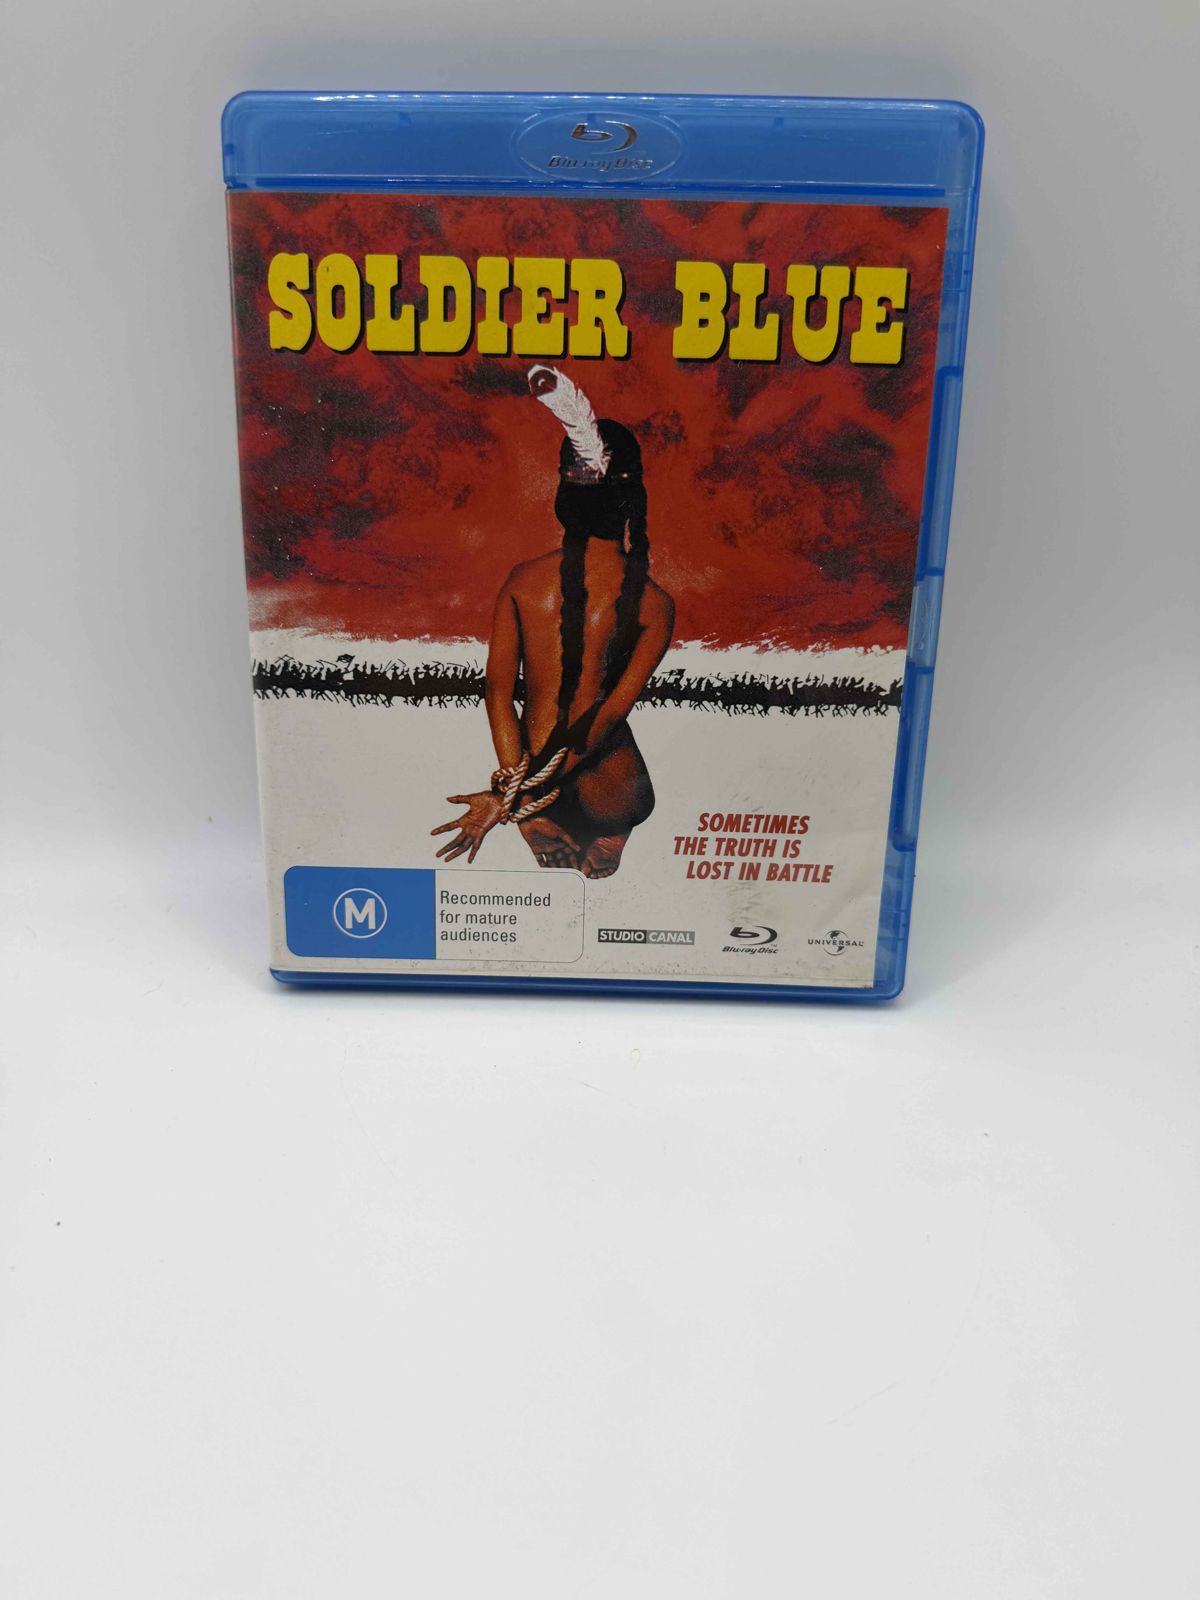 Blu-ray Disc
SOLDIER BLUE
SOMETIMES
THE TRUTH IS
LOST IN BATTLE
M
Recommended
for mature
audiences
STUDIO CANAL
Blu-ray Disc™
UNIVERSAL